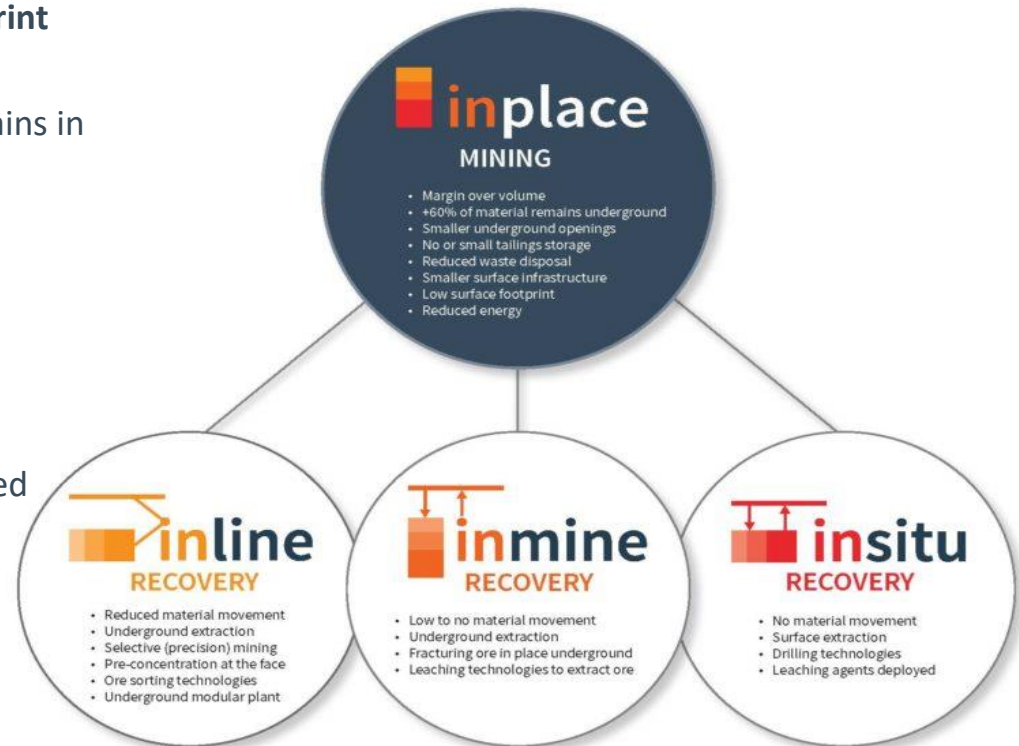 rint
ains in
ed
inplace
MINING
• Margin over volume
• +60% of material remains underground
• Smaller underground openings
• No or small tailings storage
• Reduced waste disposal
• Smaller surface infrastructure
• Low surface footprint
• Reduced energy
inline
RECOVERY
• Reduced material movement
• Underground extraction
• Selective (precision) mining
• Pre-concentration at the face
• Ore sorting technologies
• Underground modular plant
inmine
RECOVERY
• Low to no material movement
• Underground extraction
• Fracturing ore in place underground
• Leaching technologies to extract ore
insitu
RECOVERY
• No material movement
• Surface extraction
• Drilling technologies
• Leaching agents deployed